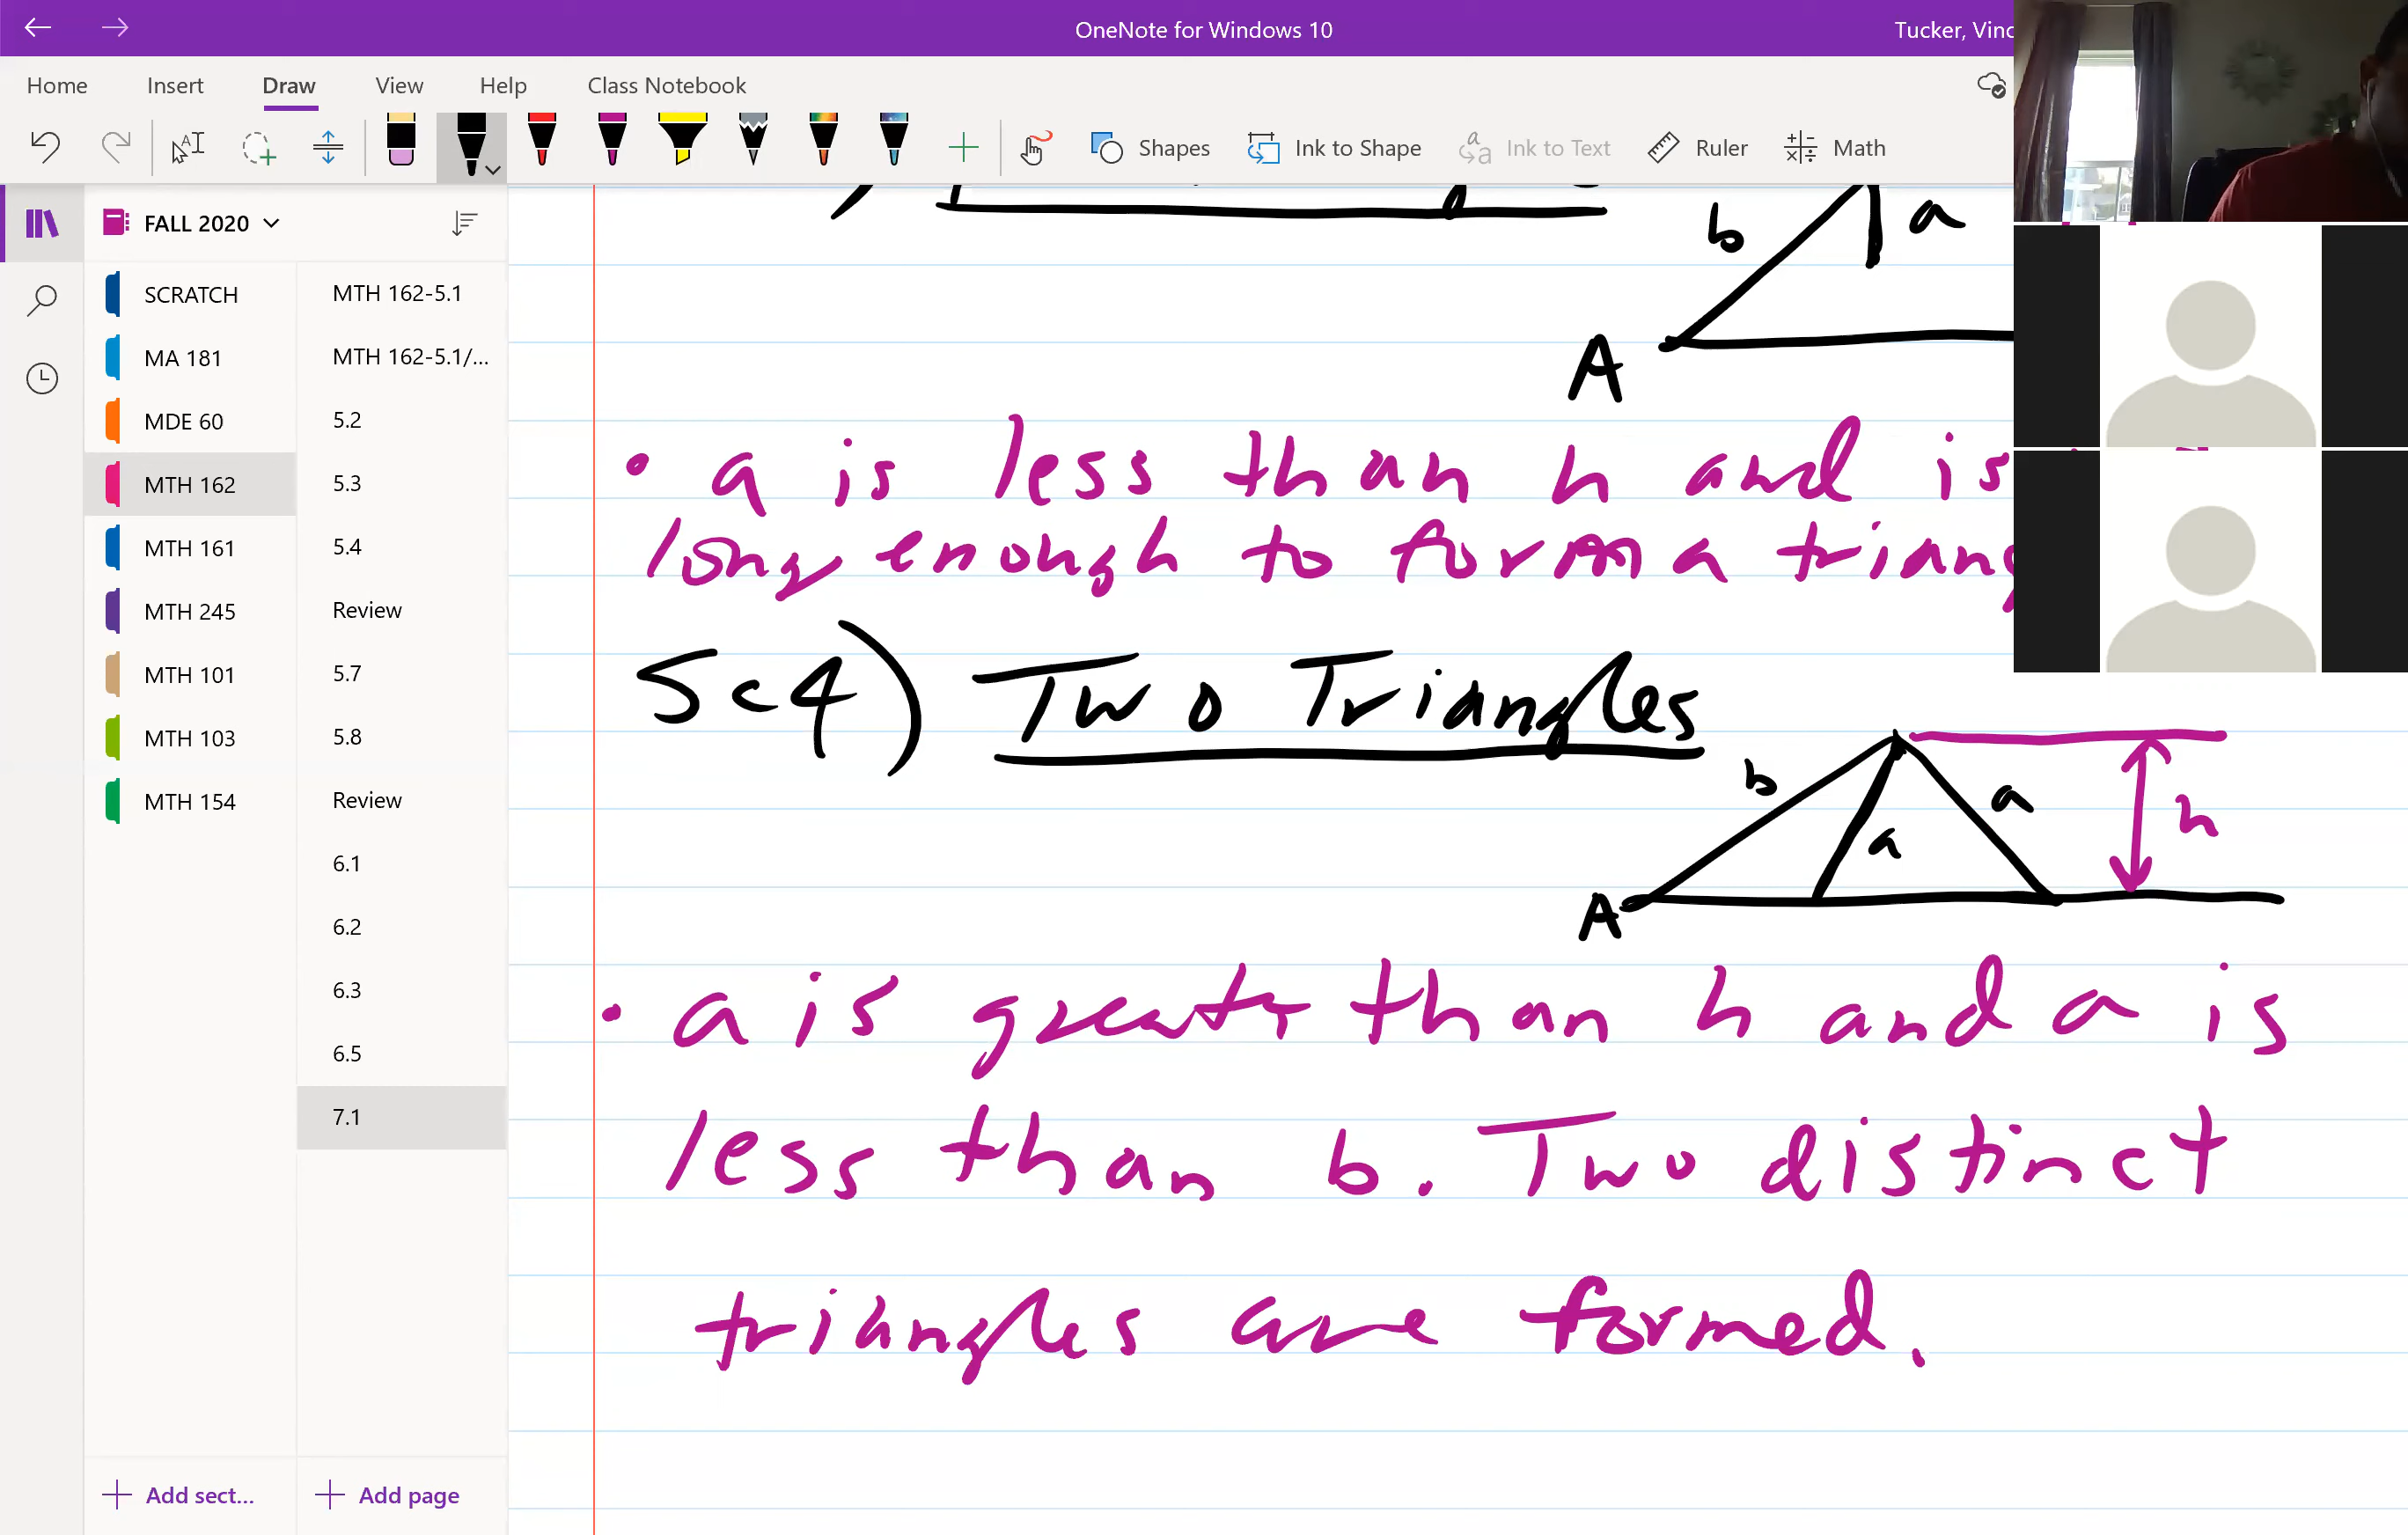 OneNote for Windows 10
Tucker, Vinc
Home Insert Draw View Help Class Notebook
Shapes Ink to Shape Ink to Text Ruler Math
FALL 2020
SCRATCH
MA 181
MDE 60
MTH 162
MTH 161
MTH 245
MTH 101
MTH 103
MTH 154
Add sect...
MTH 162-5.1
MTH 162-5.1/...
5.2
5.3
5.4
Review
5.7
5.8
Review
6.1
6.2
6.3
6.5
7.1
Add page
b a
A
• a is less than h and is
long enough to form a triang
Sc4) Two Triangles
b a a h
A
• a is greater than h and a is
less than b. Two distinct
triangles are formed.